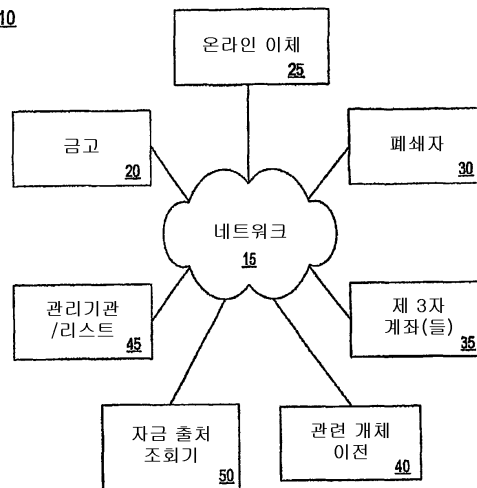 10
온라인 이체
25
금고
20
폐쇄자
30
네트워크
15
관리기관
/리스트
45
제 3자
계좌(들)
35
자금 출처
조회기
50
관련 개체
이전
40